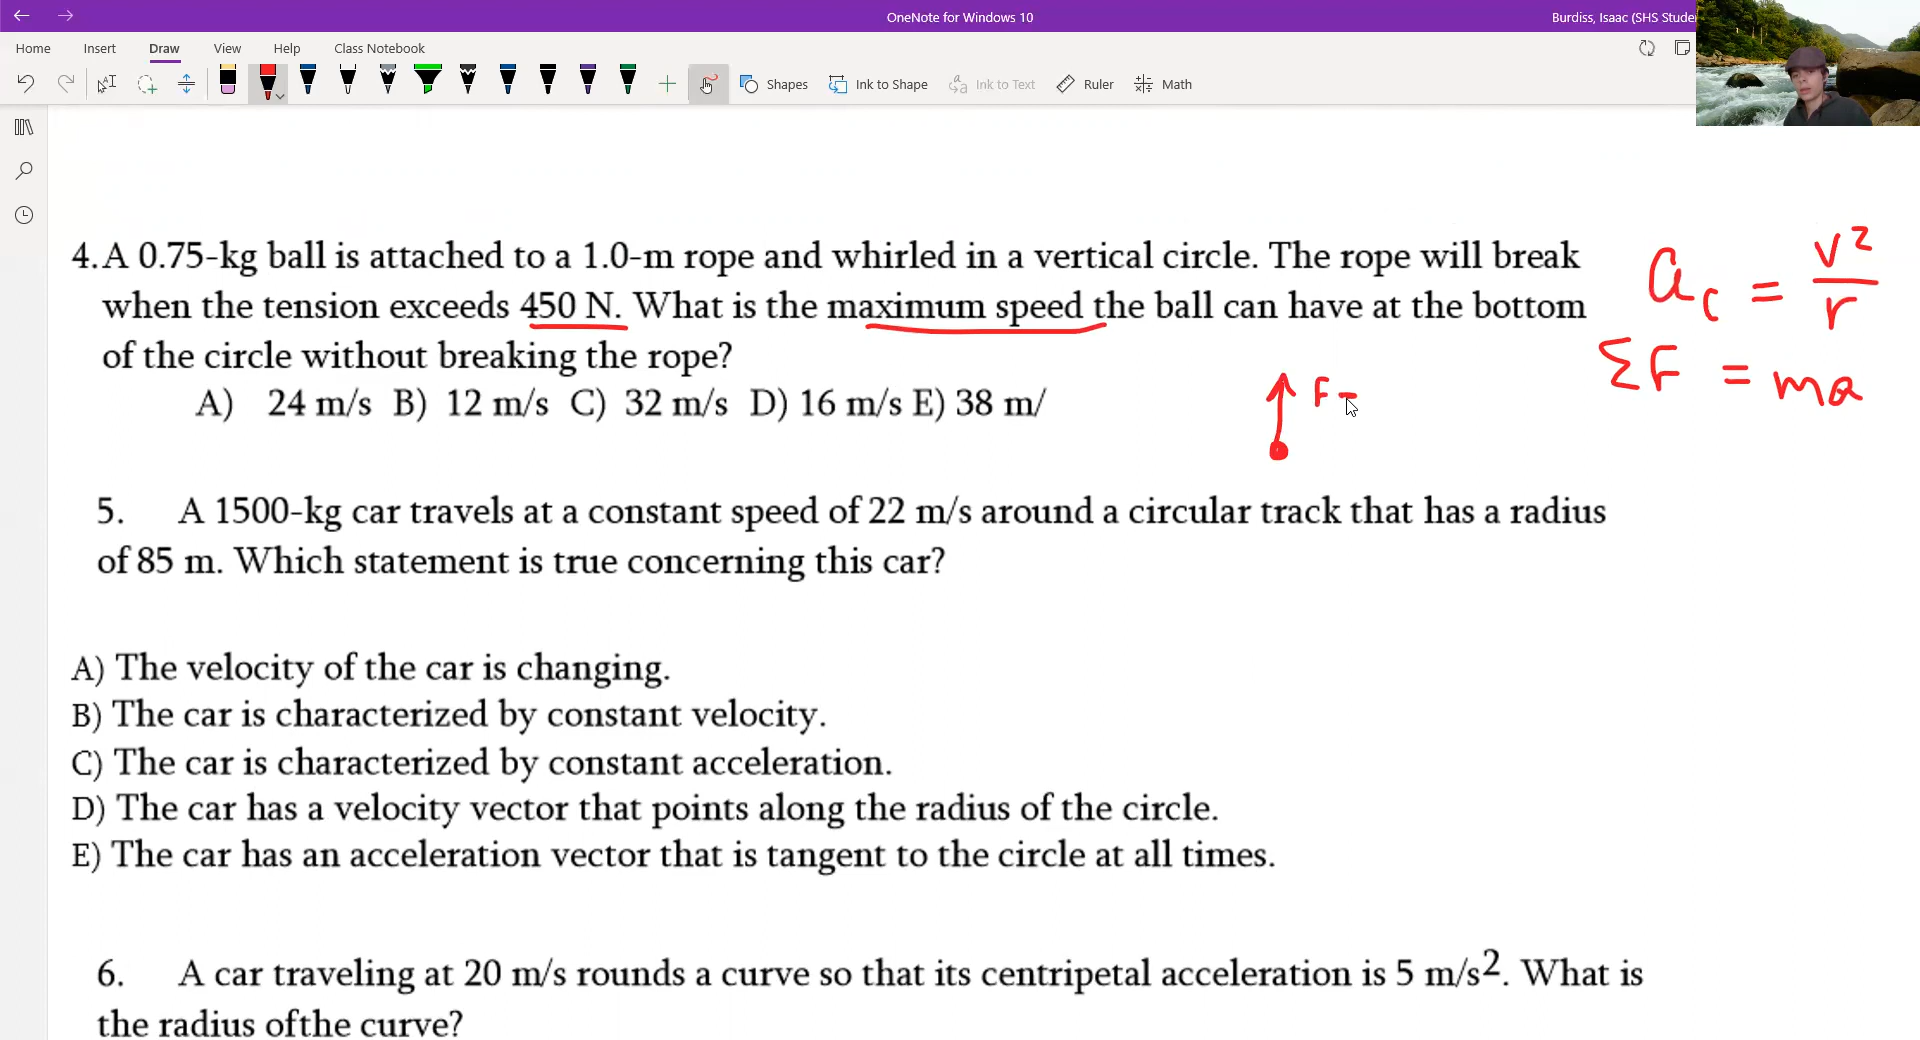 OneNote for Windows 10
Burdiss, Isaac (SHS Stude
Home Insert Draw View Help Class Notebook
Shapes Ink to Shape Ink to Text Ruler Math
4. A 0.75-kg ball is attached to a 1.0-m rope and whirled in a vertical circle. The rope will break
when the tension exceeds 450 N. What is the maximum speed the ball can have at the bottom
of the circle without breaking the rope?
A) 24 m/s B) 12 m/s C) 32 m/s D) 16 m/s E) 38 m/
a_c = v²/r
ΣF = ma
F
5. A 1500-kg car travels at a constant speed of 22 m/s around a circular track that has a radius
of 85 m. Which statement is true concerning this car?
A) The velocity of the car is changing.
B) The car is characterized by constant velocity.
C) The car is characterized by constant acceleration.
D) The car has a velocity vector that points along the radius of the circle.
E) The car has an acceleration vector that is tangent to the circle at all times.
6. A car traveling at 20 m/s rounds a curve so that its centripetal acceleration is 5 m/s². What is
the radius ofthe curve?